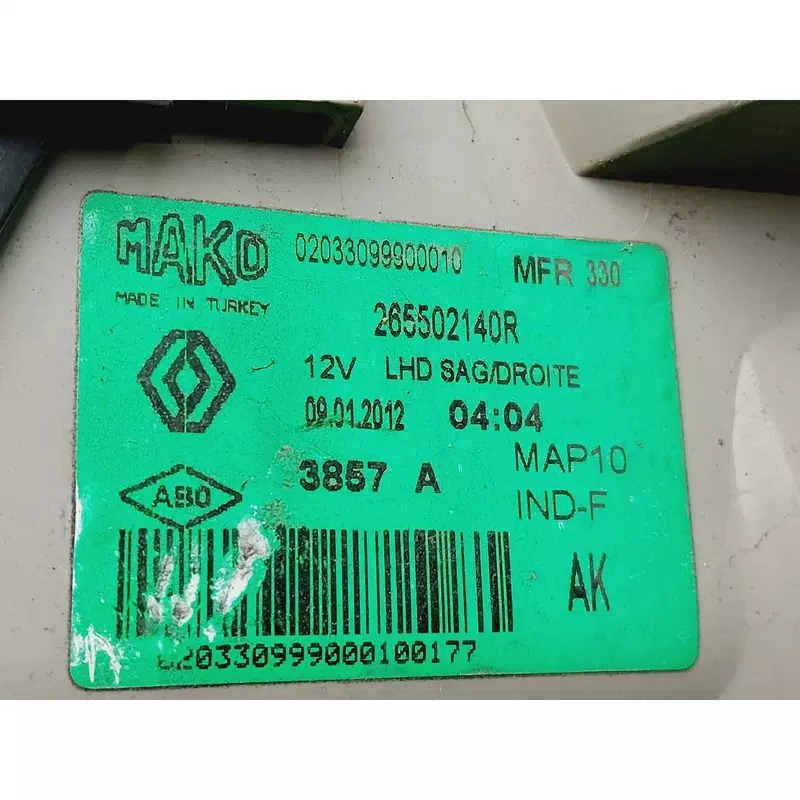 MAKO 02033099900010 MFR 330
MADE IN TURKEY
265502140R
12V LHD SAG/DROITE
09.01.2012 04:04
3857 A MAP10
ABO IND-F
AK
020330999000100177